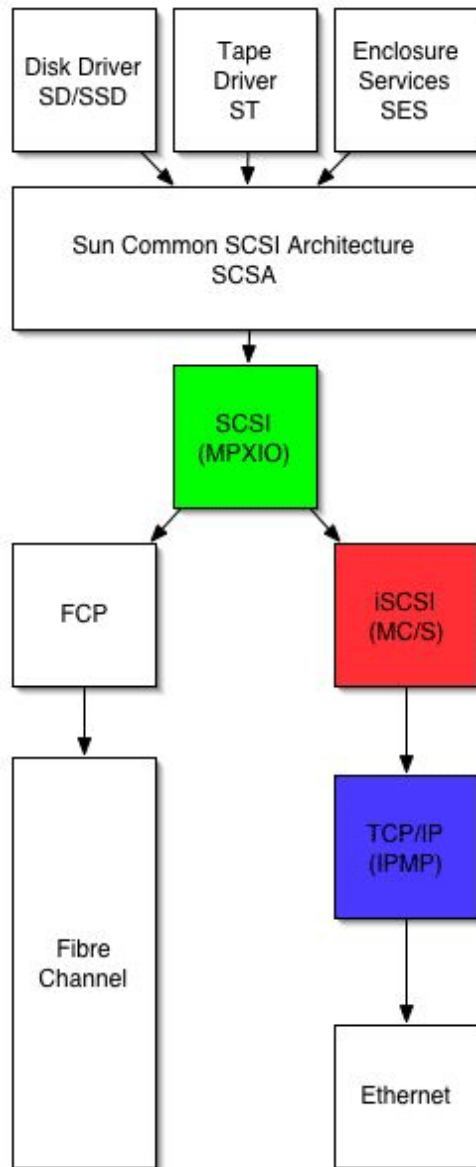 Disk Driver
SD/SSD
Tape
Driver
ST
Enclosure
Services
SES
Sun Common SCSI Architecture
SCSA
SCSI
(MPXIO)
FCP
iSCSI
(MC/S)
TCP/IP
(IPMP)
Fibre
Channel
Ethernet